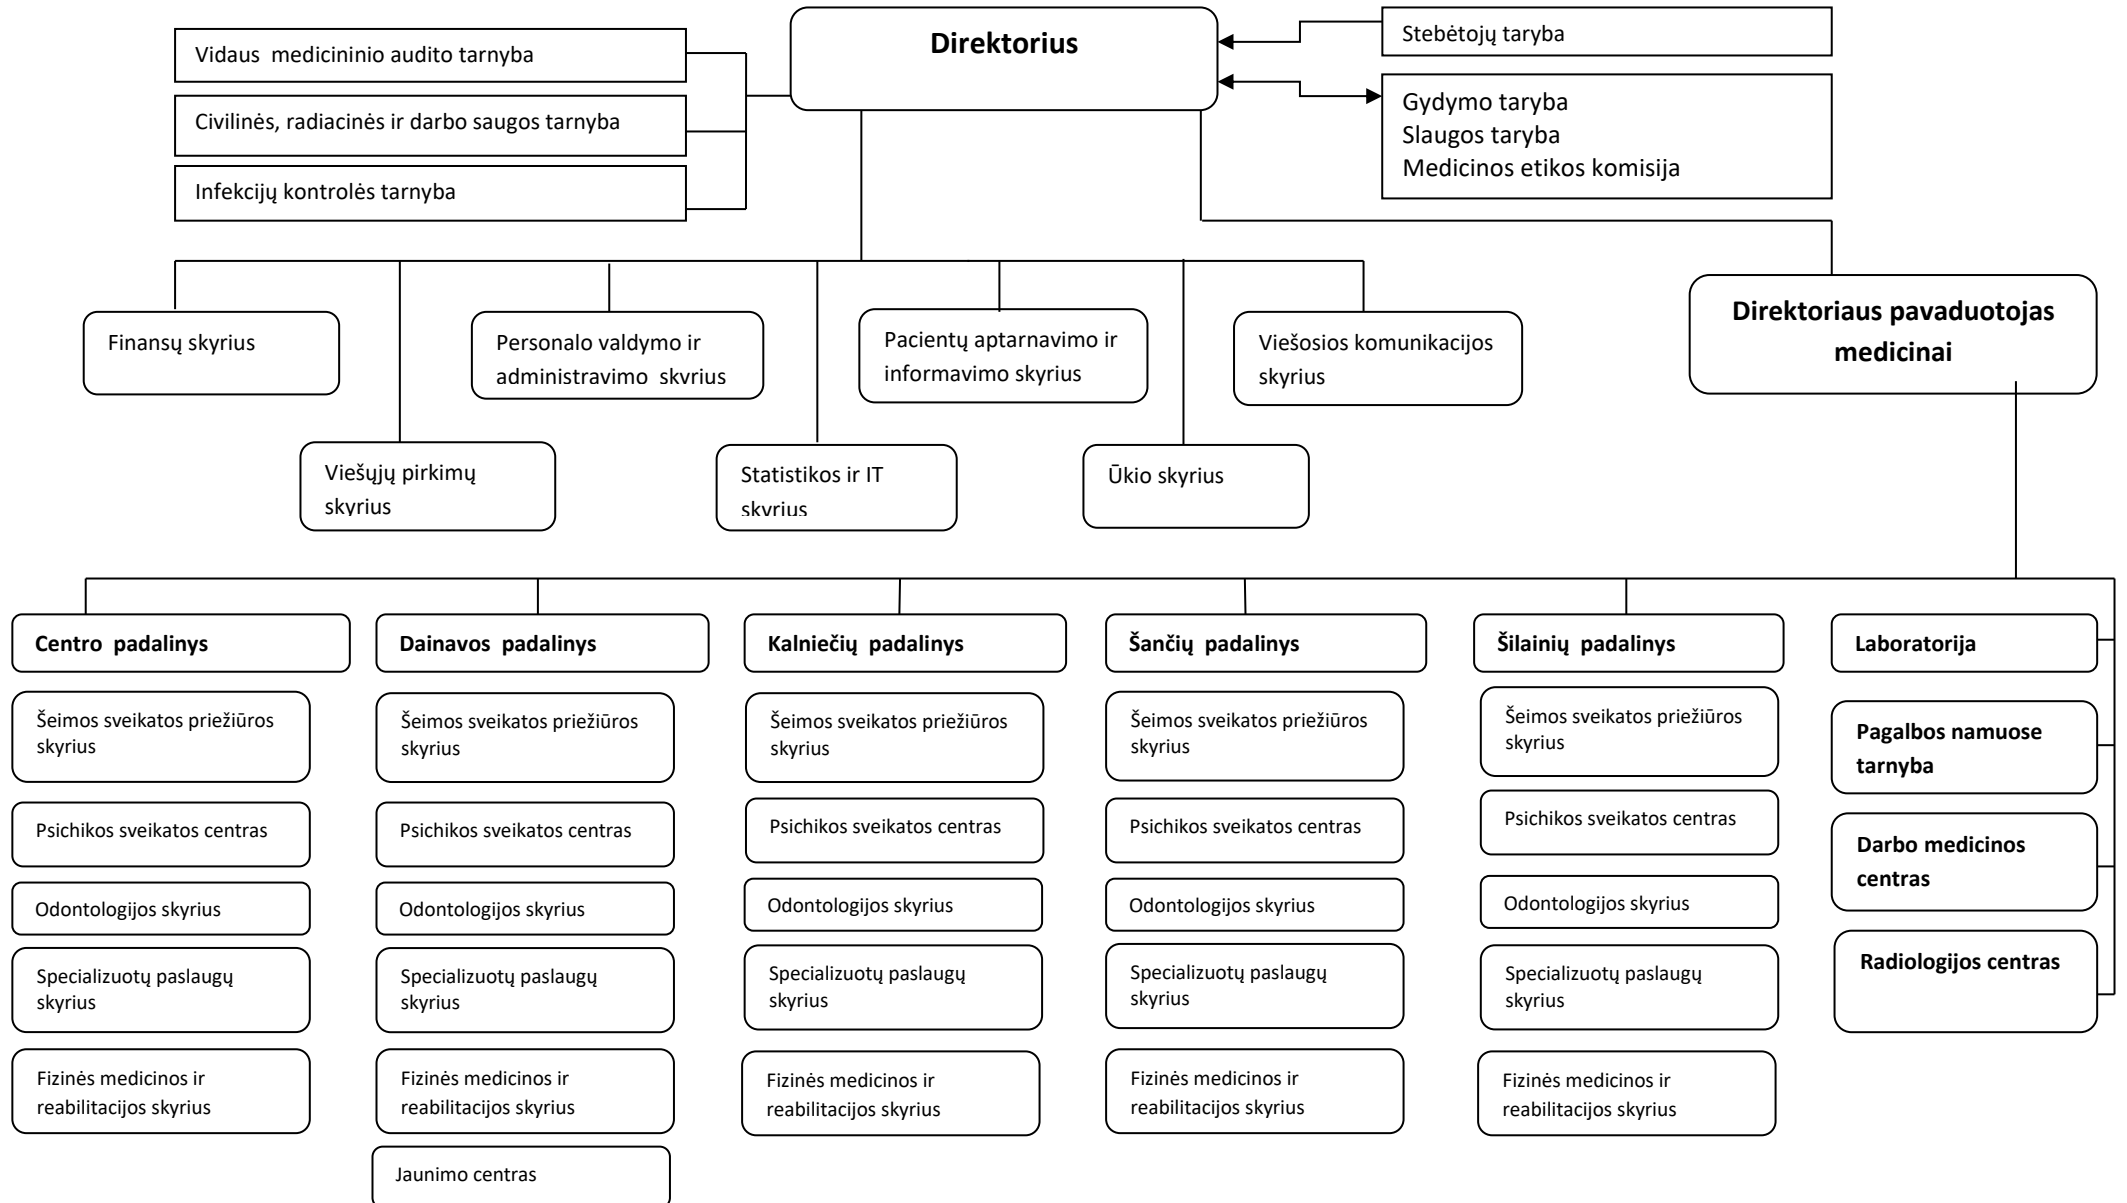 Direktorius
Stebėtojų taryba
Vidaus medicininio audito tarnyba
Civilinės, radiacinės ir darbo saugos tarnyba
Infekcijų kontrolės tarnyba
Gydymo taryba
Slaugos taryba
Medicinos etikos komisija
Finansų skyrius
Personalo valdymo ir
administravimo skyrius
Pacientų aptarnavimo ir
informavimo skyrius
Viešosios komunikacijos
skyrius
Direktoriaus pavaduotojas
medicinai
Viešųjų pirkimų
skyrius
Statistikos ir IT
skyrius
Ūkio skyrius
Centro padalinys
Šeimos sveikatos priežiūros
skyrius
Psichikos sveikatos centras
Odontologijos skyrius
Specializuotų paslaugų
skyrius
Fizinės medicinos ir
reabilitacijos skyrius
Dainavos padalinys
Šeimos sveikatos priežiūros
skyrius
Psichikos sveikatos centras
Odontologijos skyrius
Specializuotų paslaugų
skyrius
Fizinės medicinos ir
reabilitacijos skyrius
Jaunimo centras
Kalniečių padalinys
Šeimos sveikatos priežiūros
skyrius
Psichikos sveikatos centras
Odontologijos skyrius
Specializuotų paslaugų
skyrius
Fizinės medicinos ir
reabilitacijos skyrius
Šančių padalinys
Šeimos sveikatos priežiūros
skyrius
Psichikos sveikatos centras
Odontologijos skyrius
Specializuotų paslaugų
skyrius
Fizinės medicinos ir
reabilitacijos skyrius
Šilainių padalinys
Šeimos sveikatos priežiūros
skyrius
Psichikos sveikatos centras
Odontologijos skyrius
Specializuotų paslaugų
skyrius
Fizinės medicinos ir
reabilitacijos skyrius
Laboratorija
Pagalbos namuose
tarnyba
Darbo medicinos
centras
Radiologijos centras